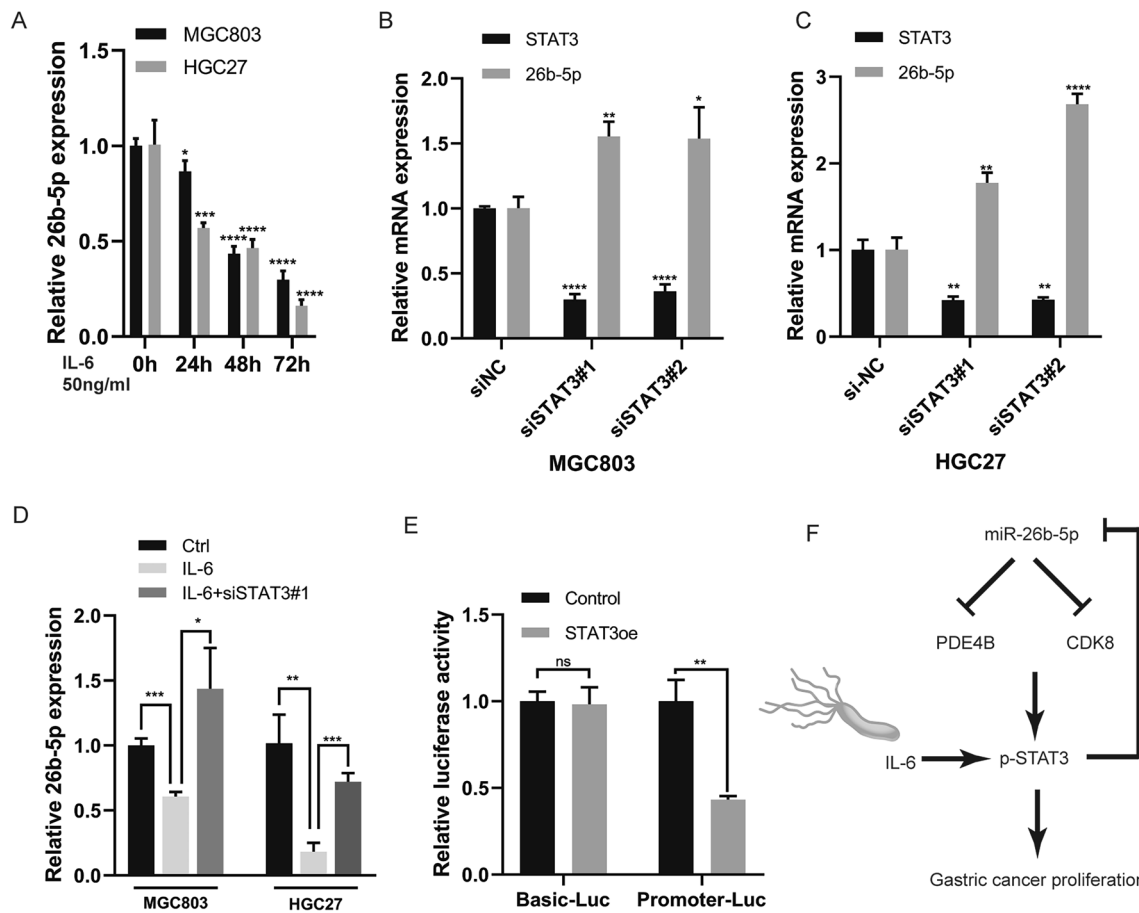 A
MGC803
HGC27
Relative 26b-5p expression
1.5
1.0
0.5
0.0
*
***
**** ****
****
****
IL-6
50ng/ml
0h 24h 48h 72h
B
STAT3
26b-5p
Relative mRNA expression
2.0
1.5
1.0
0.5
0.0
****
**
****
*
siNC
siSTAT3#1
siSTAT3#2
MGC803
C
STAT3
26b-5p
Relative mRNA expression
3
2
1
0
**
**
**
****
si-NC
siSTAT3#1
siSTAT3#2
HGC27
D
Ctrl
IL-6
IL-6+siSTAT3#1
Relative 26b-5p expression
2.0
1.5
1.0
0.5
0.0
***
*
**
***
MGC803
HGC27
E
Control
STAT3oe
Relative luciferase activity
1.5
1.0
0.5
0.0
ns
**
Basic-Luc
Promoter-Luc
F
miR-26b-5p
PDE4B
CDK8
IL-6
p-STAT3
Gastric cancer proliferation